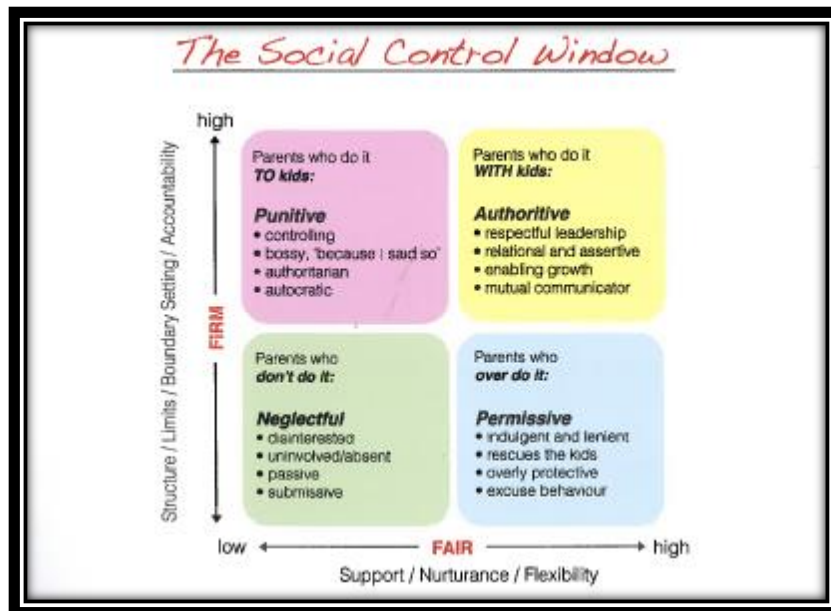 The Social Control Window
high
Structure / Limits / Boundary Setting / Accountability
FIRM
Parents who do it
TO kids:
Punitive
• controlling
• bossy, 'because i said so'
• authoritarian
• autocratic
Parents who do it
WITH kids:
Authoritive
• respectful leadership
• relational and assertive
• enabling growth
• mutual communicator
Parents who
don't do it:
Neglectful
• disinterested
• uninvolved/absent
• passive
• submissive
Parents who
over do it:
Permissive
• indulgent and lenient
• rescues the kids
• overly protective
• excuse behaviour
low
FAIR
high
Support / Nurturance / Flexibility